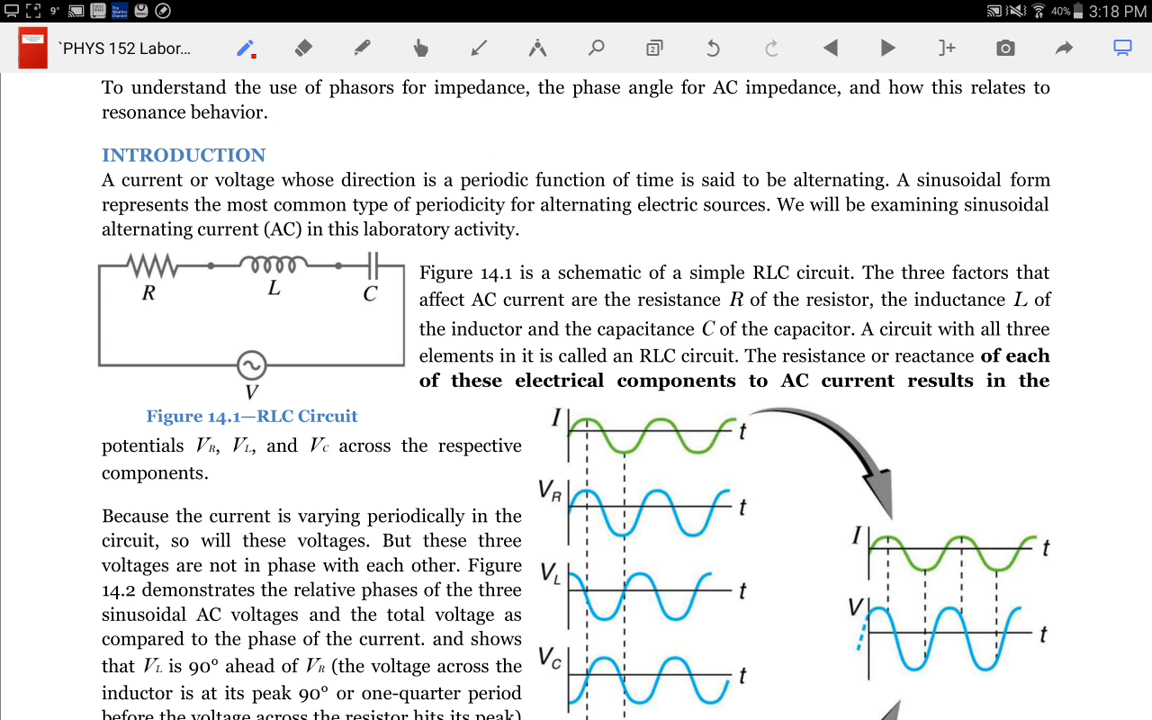 9°
40% 3:18 PM
`PHYS 152 Labor...
2
To understand the use of phasors for impedance, the phase angle for AC impedance, and how this relates to
resonance behavior.
INTRODUCTION
A current or voltage whose direction is a periodic function of time is said to be alternating. A sinusoidal form
represents the most common type of periodicity for alternating electric sources. We will be examining sinusoidal
alternating current (AC) in this laboratory activity.
R
L
C
V
Figure 14.1—RLC Circuit
Figure 14.1 is a schematic of a simple RLC circuit. The three factors that
affect AC current are the resistance R of the resistor, the inductance L of
the inductor and the capacitance C of the capacitor. A circuit with all three
elements in it is called an RLC circuit. The resistance or reactance of each
of these electrical components to AC current results in the
potentials VR, VL, and VC across the respective
components.
Because the current is varying periodically in the
circuit, so will these voltages. But these three
voltages are not in phase with each other. Figure
14.2 demonstrates the relative phases of the three
sinusoidal AC voltages and the total voltage as
compared to the phase of the current. and shows
that VL is 90° ahead of VR (the voltage across the
inductor is at its peak 90° or one-quarter period
before the voltage across the resistor hits its peak)
I
t
VR
t
VL
t
VC
t
I
t
V
t